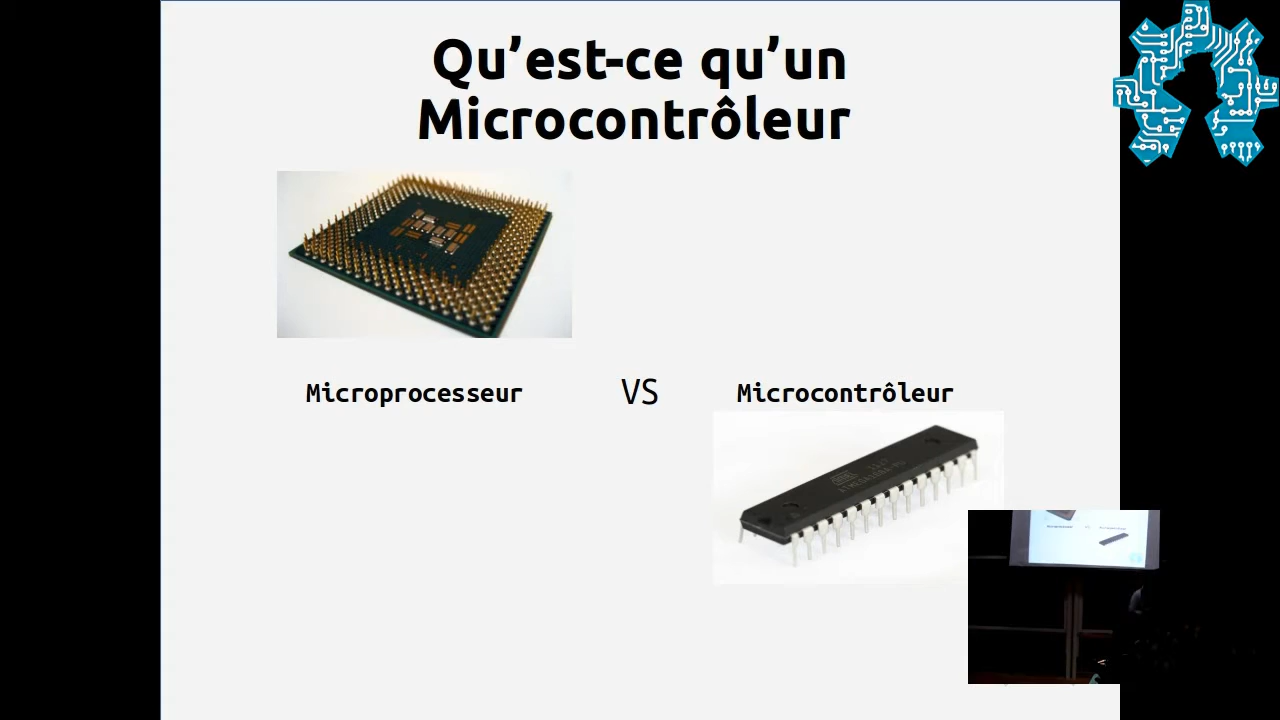 Qu’est-ce qu’un
Microcontrôleur
Microprocesseur
VS
Microcontrôleur